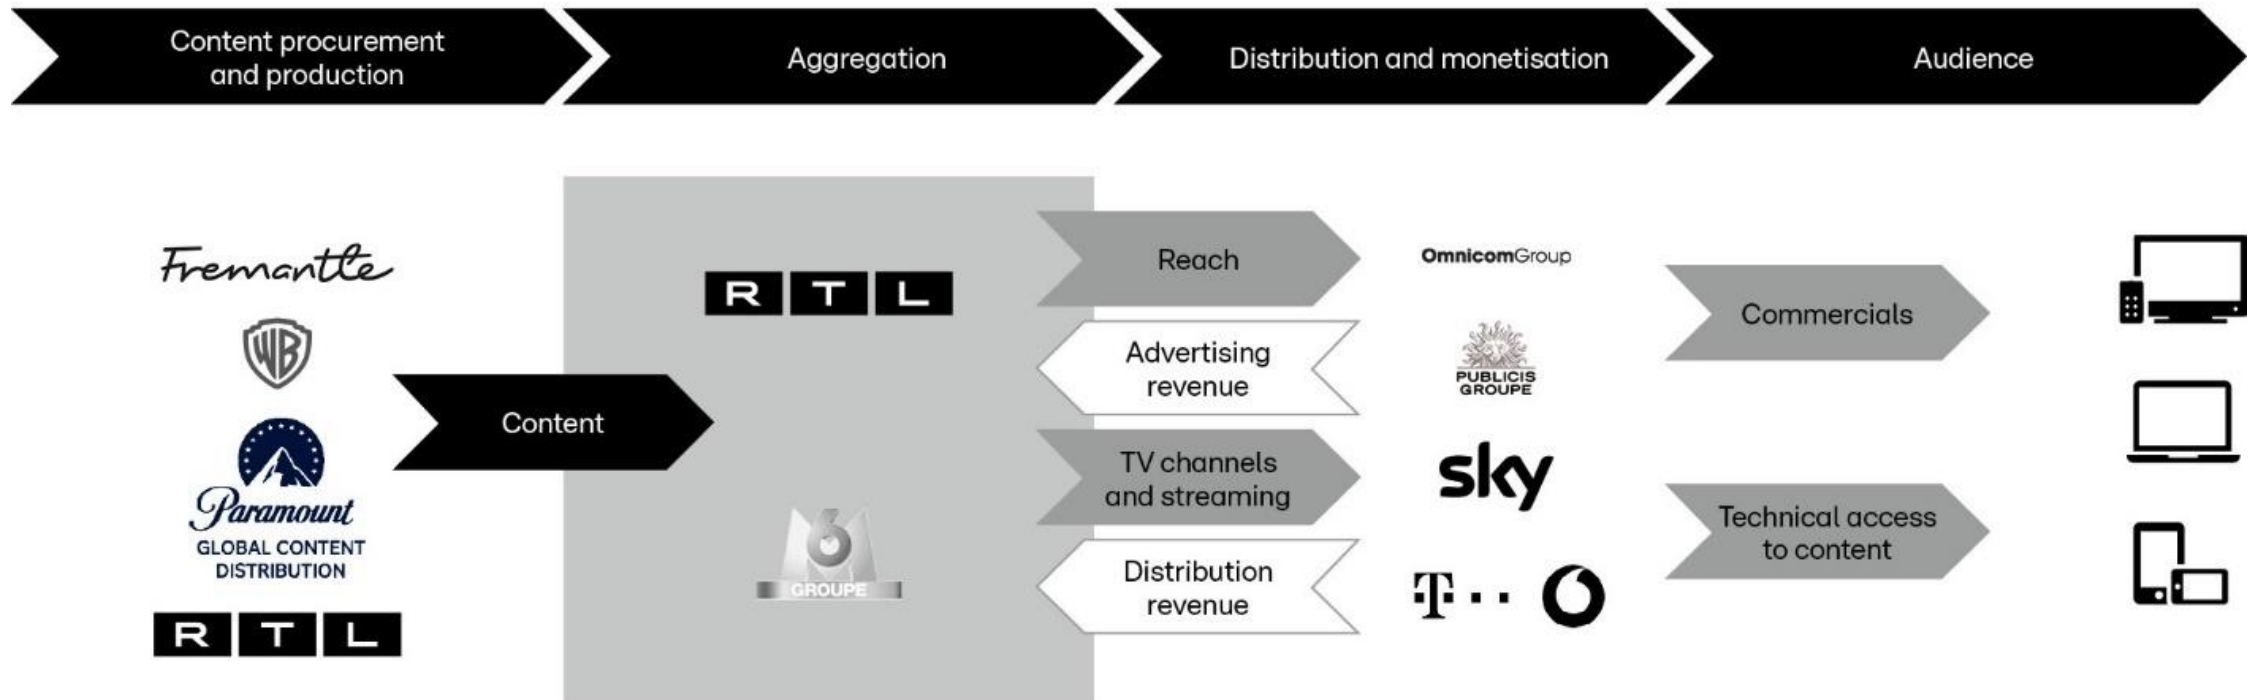 Content procurement
and production
Aggregation
Distribution and monetisation
Audience
Fremantle
WB
Paramount
GLOBAL CONTENT
DISTRIBUTION
RTL
Content
RTL
M6
GROUPE
Reach
Advertising
revenue
TV channels
and streaming
Distribution
revenue
OmnicomGroup
PUBLICIS
GROUPE
sky
T
Commercials
Technical access
to content